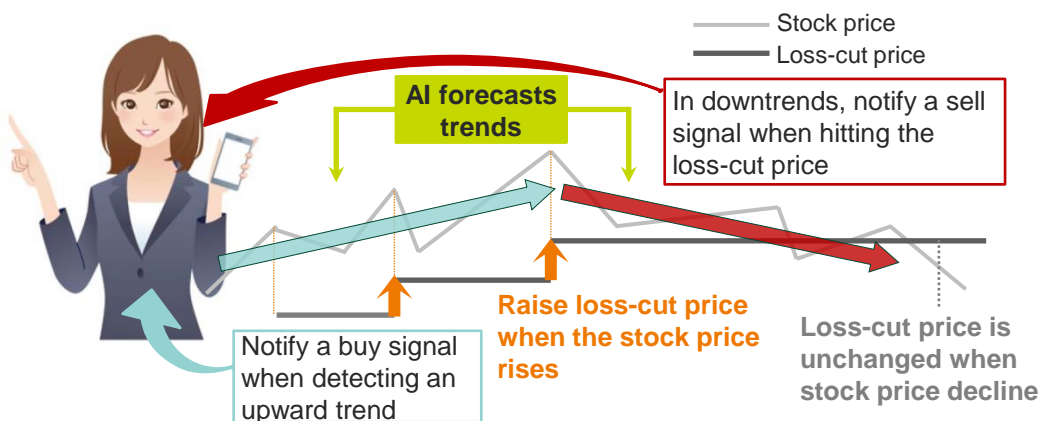 Stock price
Loss-cut price
AI forecasts
trends
In downtrends, notify a sell
signal when hitting the
loss-cut price
Raise loss-cut price
when the stock price
rises
Notify a buy signal
when detecting an
upward trend
Loss-cut price is
unchanged when
stock price decline